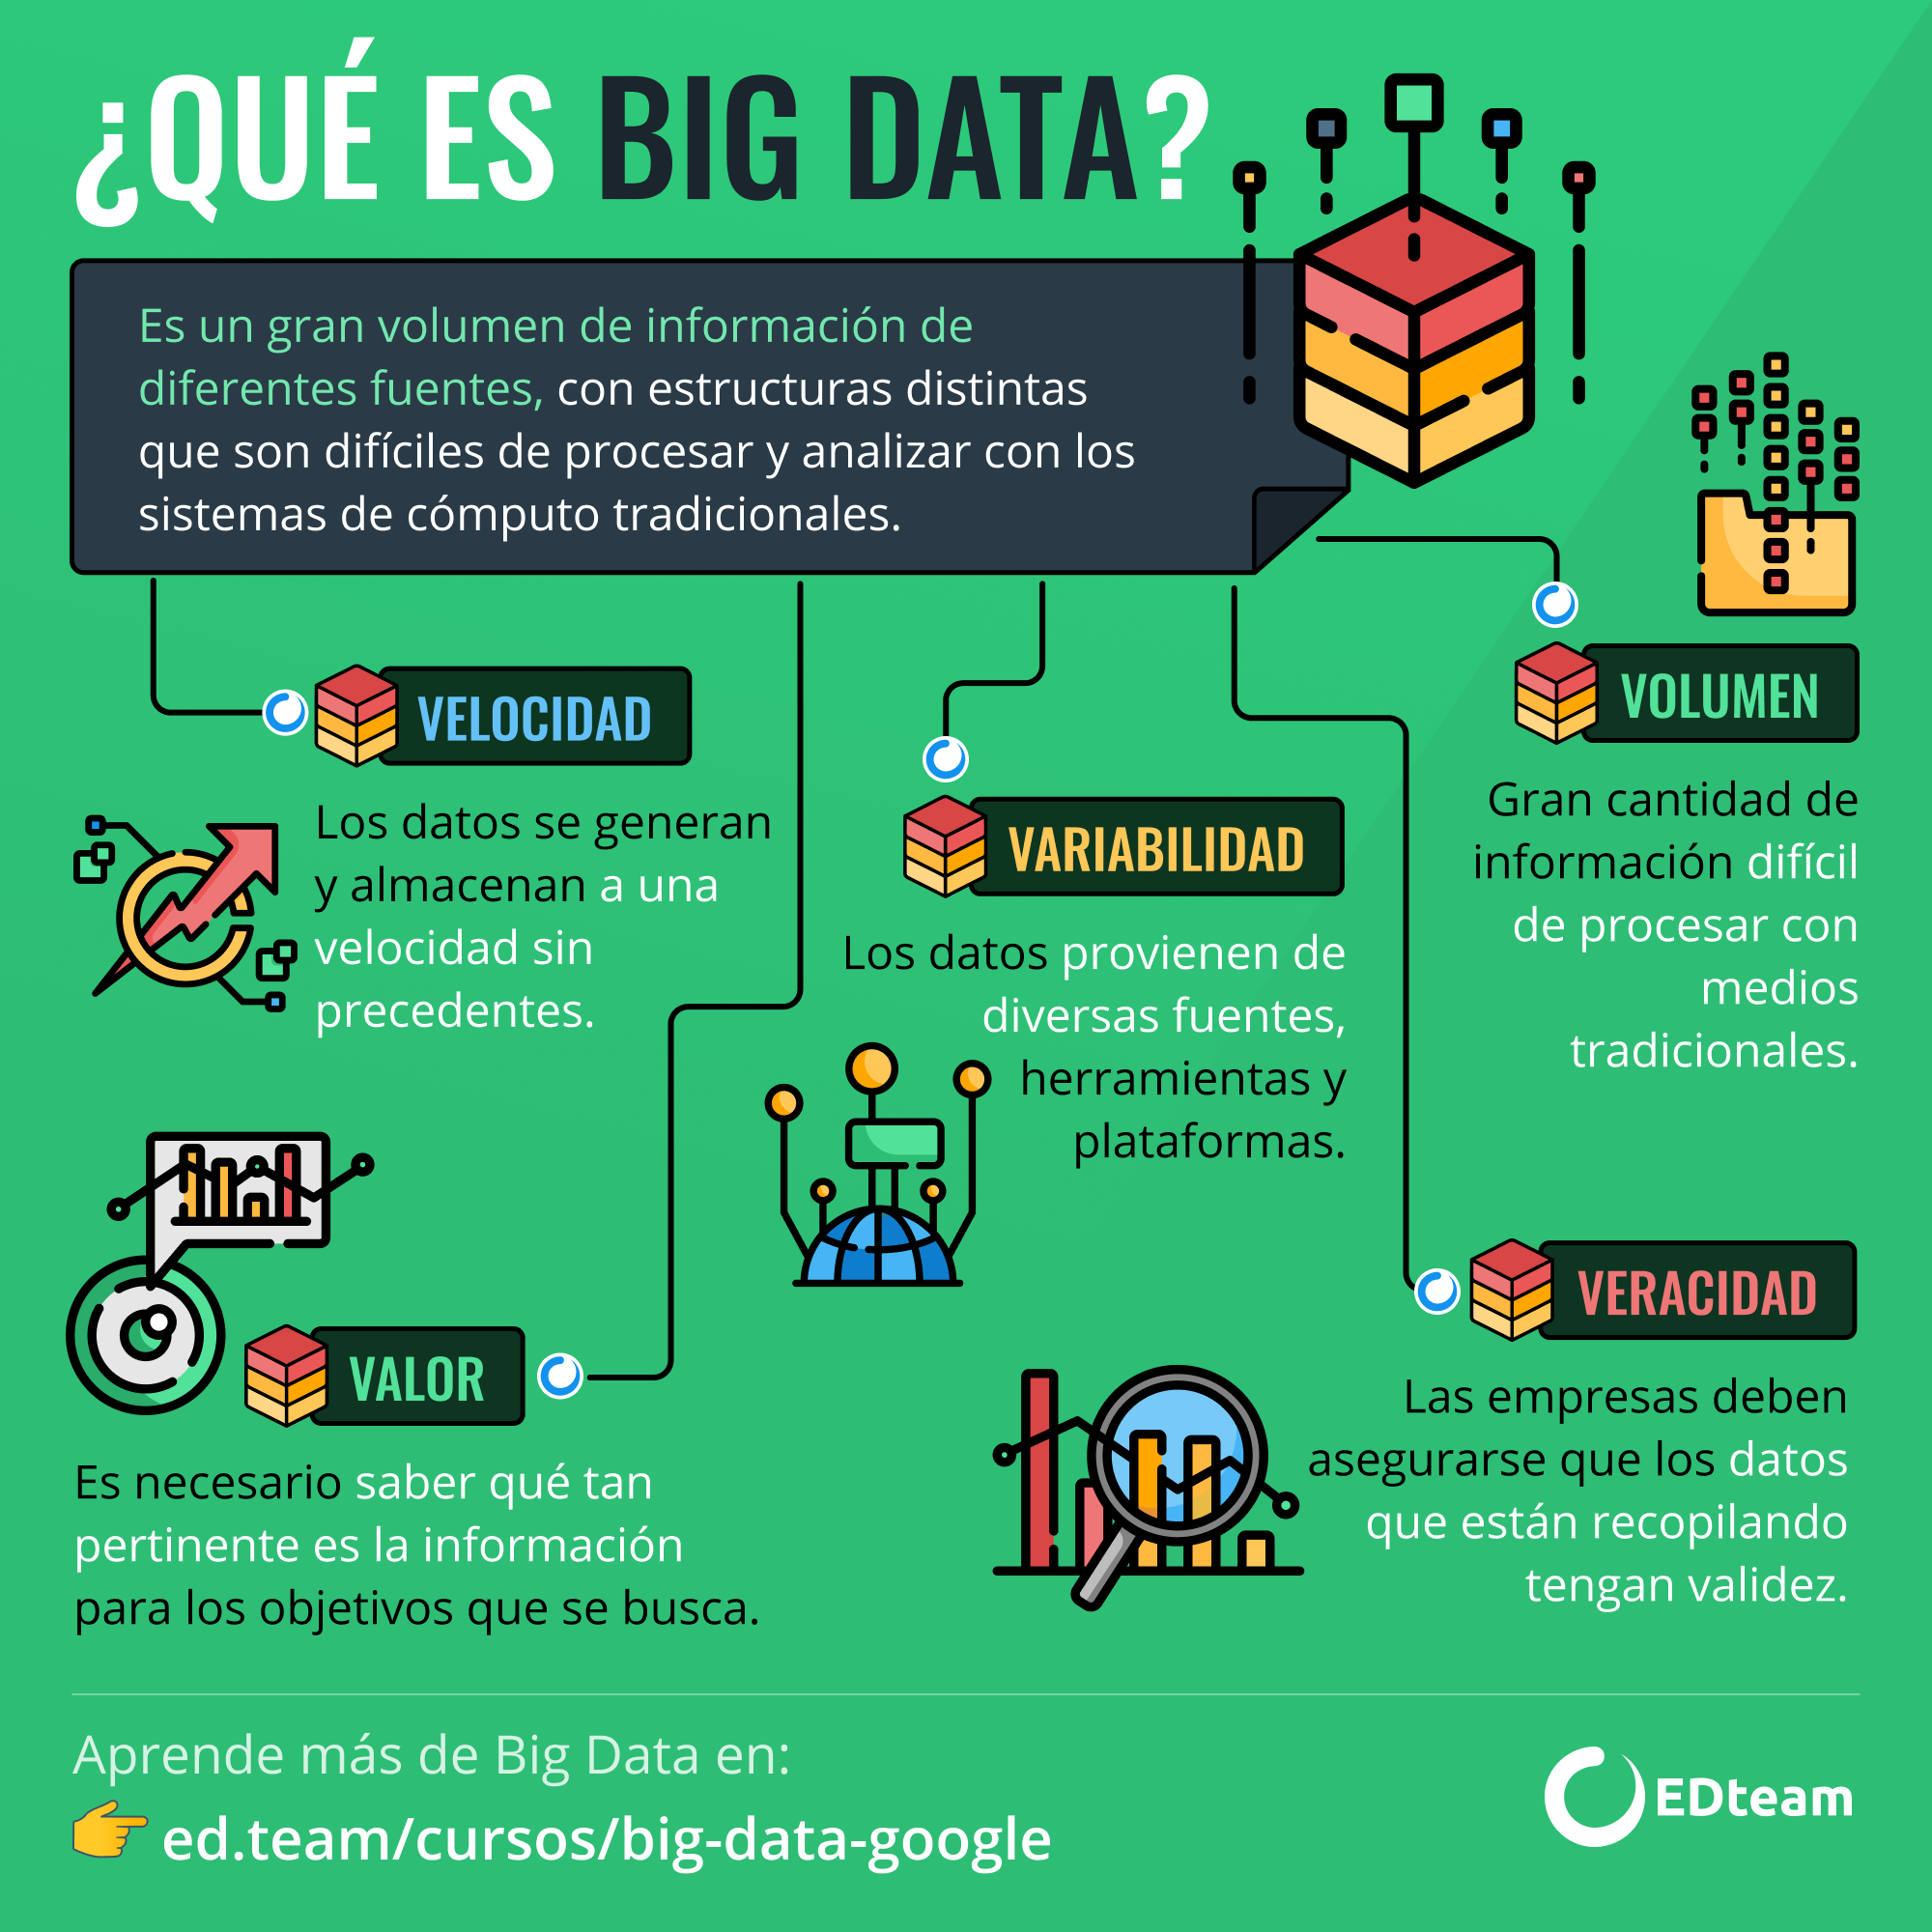 ¿QUÉ ES BIG DATA?
Es un gran volumen de información de
diferentes fuentes, con estructuras distintas
que son difíciles de procesar y analizar con los
sistemas de cómputo tradicionales.
VELOCIDAD
Los datos se generan
y almacenan a una
velocidad sin
precedentes.
VARIABILIDAD
Los datos provienen de
diversas fuentes,
herramientas y
plataformas.
VOLUMEN
Gran cantidad de
información difícil
de procesar con
medios
tradicionales.
VALOR
Es necesario saber qué tan
pertinente es la información
para los objetivos que se busca.
VERACIDAD
Las empresas deben
asegurarse que los datos
que están recopilando
tengan validez.
Aprende más de Big Data en:
ed.team/cursos/big-data-google
EDteam